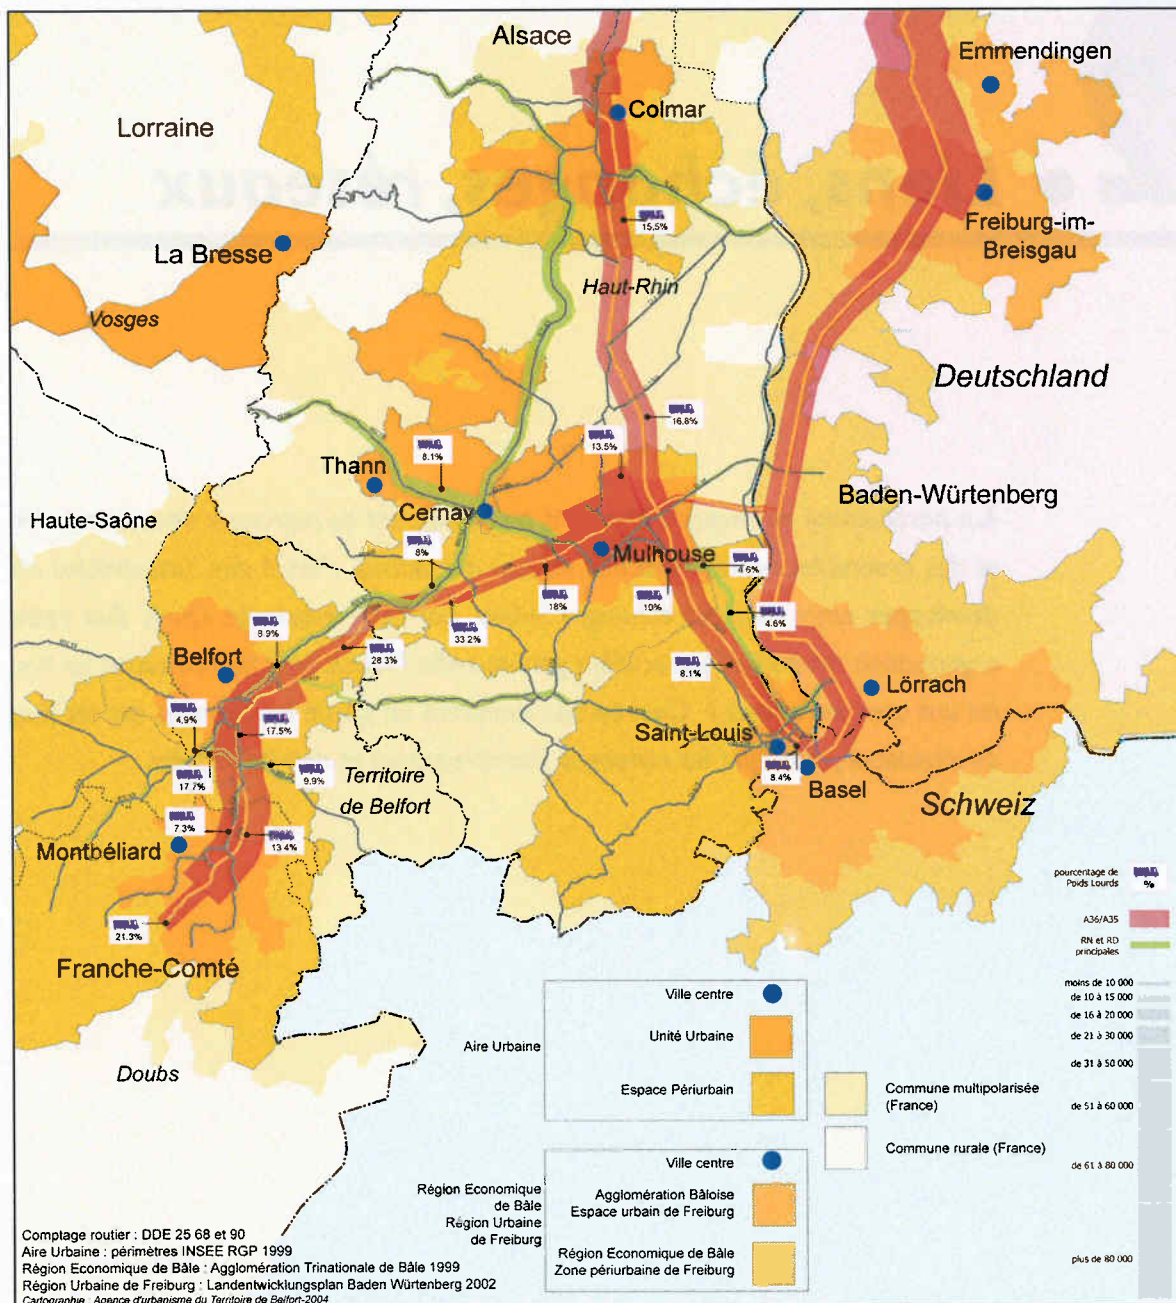 Alsace
Emmendingen
Colmar
Lorraine
Freiburg-im-
Breisgau
15,5%
La Bresse
Haut-Rhin
Vosges
Deutschland
16,8%
13.5%
8.1%
Thann
Baden-Würtenberg
Cernay
Haute-Saône
8%
Mulhouse
4.6%
18%
10%
4.8%
33.2%
8.9%
28.3%
Belfort
8.1%
Lörrach
4.9%
17.5%
Saint-Louis
8.4%
Basel
17.7%
9.9%
Territoire
de Belfort
Schweiz
7.3%
13.4%
Montbéliard
21.3%
Franche-Comté
Doubs
pourcentage de
Poids Lourds
%
A36/A35
RN et RD
principales
moins de 10 000
de 10 à 15 000
de 16 à 20 000
de 21 à 30 000
de 31 à 50 000
de 51 à 60 000
de 61 à 80 000
plus de 80 000
Aire Urbaine
Ville centre
Unité Urbaine
Espace Périurbain
Commune multipolarisée
(France)
Commune rurale (France)
Région Economique
de Bâle
Région Urbaine
de Freiburg
Ville centre
Agglomération Bâloise
Espace urbain de Freiburg
Région Economique de Bâle
Zone périurbaine de Freiburg
Comptage routier : DDE 25 68 et 90
Aire Urbaine : périmètres INSEE RGP 1999
Région Economique de Bâle : Agglomération Trinationale de Bâle 1999
Région Urbaine de Freiburg : Landentwicklungsplan Baden Würtenberg 2002
Cartographie : Agence d'urbanisme du Territoire de Belfort-2004